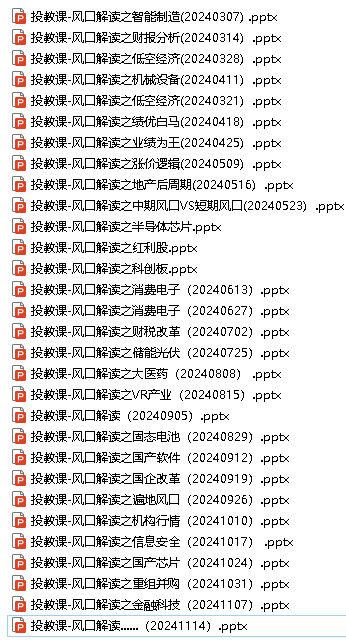 投教课-风口解读之智能制造(20240307) .pptx
投教课-风口解读之财报分析(20240314) .pptx
投教课-风口解读之低空经济(20240328) .pptx
投教课-风口解读之机械设备(20240411) .pptx
投教课-风口解读之低空经济(20240321) .pptx
投教课-风口解读之绩优白马(20240418) .pptx
投教课-风口解读之业绩为王(20240425) .pptx
投教课-风口解读之涨价逻辑(20240509) .pptx
投教课-风口解读之地产后周期(20240516) .pptx
投教课-风口解读之中期风口VS短期风口(20240523) .pptx
投教课-风口解读之半导体芯片.pptx
投教课-风口解读之红利股.pptx
投教课-风口解读之科创板.pptx
投教课-风口解读之消费电子（20240613）.pptx
投教课-风口解读之消费电子（20240627）.pptx
投教课-风口解读之财税改革（20240702）.pptx
投教课-风口解读之储能光伏（20240725）.pptx
投教课-风口解读之大医药（20240808） .pptx
投教课-风口解读之VR产业（20240815）.pptx
投教课-风口解读（20240905）.pptx
投教课-风口解读之固态电池（20240829）.pptx
投教课-风口解读之国产软件（20240912）.pptx
投教课-风口解读之国企改革（20240919）.pptx
投教课-风口解读之遍地风口（20240926）.pptx
投教课-风口解读之机构行情（20241010）.pptx
投教课-风口解读之信息安全（20241017） .pptx
投教课-风口解读之国产芯片（20241024）.pptx
投教课-风口解读之重组并购（20241031）.pptx
投教课-风口解读之金融科技（20241107）.pptx
投教课-风口解读......（20241114）.pptx